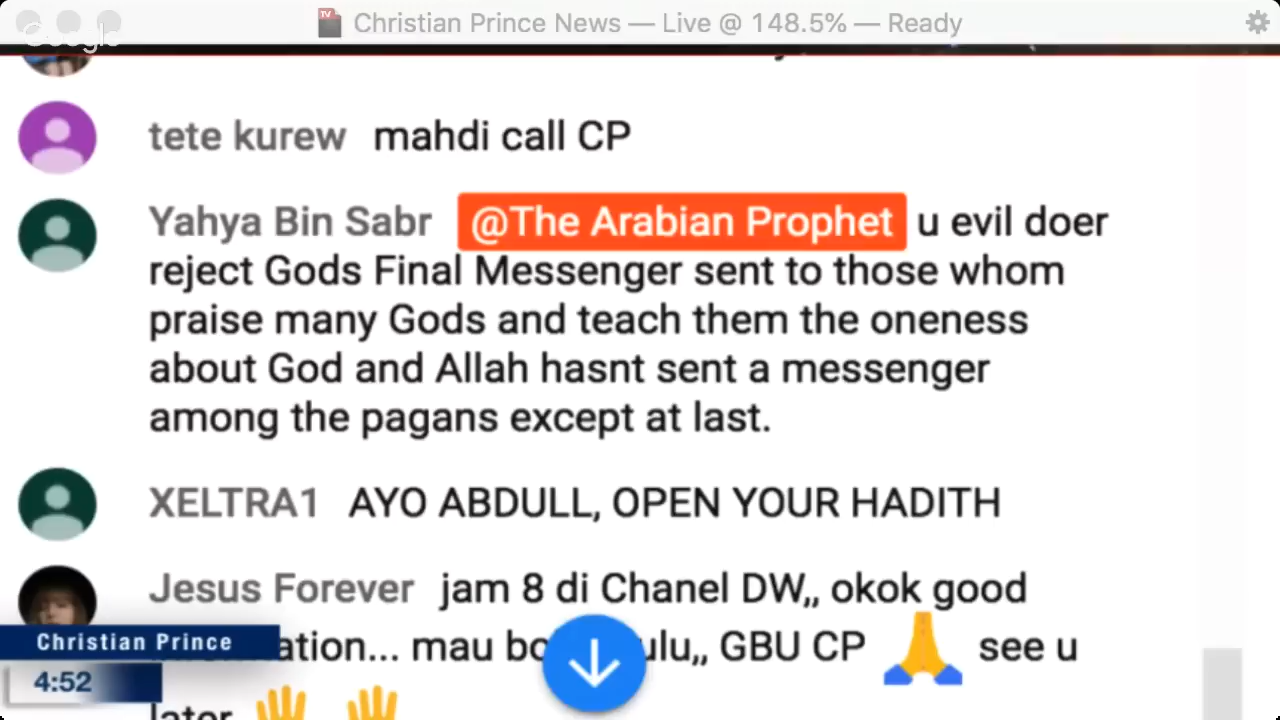 Google
TV
Christian Prince News — Live @ 148.5% — Ready
tete kurew mahdi call CP
Yahya Bin Sabr @The Arabian Prophet u evil doer
reject Gods Final Messenger sent to those whom
praise many Gods and teach them the oneness
about God and Allah hasnt sent a messenger
among the pagans except at last.
XELTRA1 AYO ABDULL, OPEN YOUR HADITH
Jesus Forever jam 8 di Chanel DW,, okok good
mau GBU CP 🙏 see u
later 👋 👋
Christian Prince
4:52